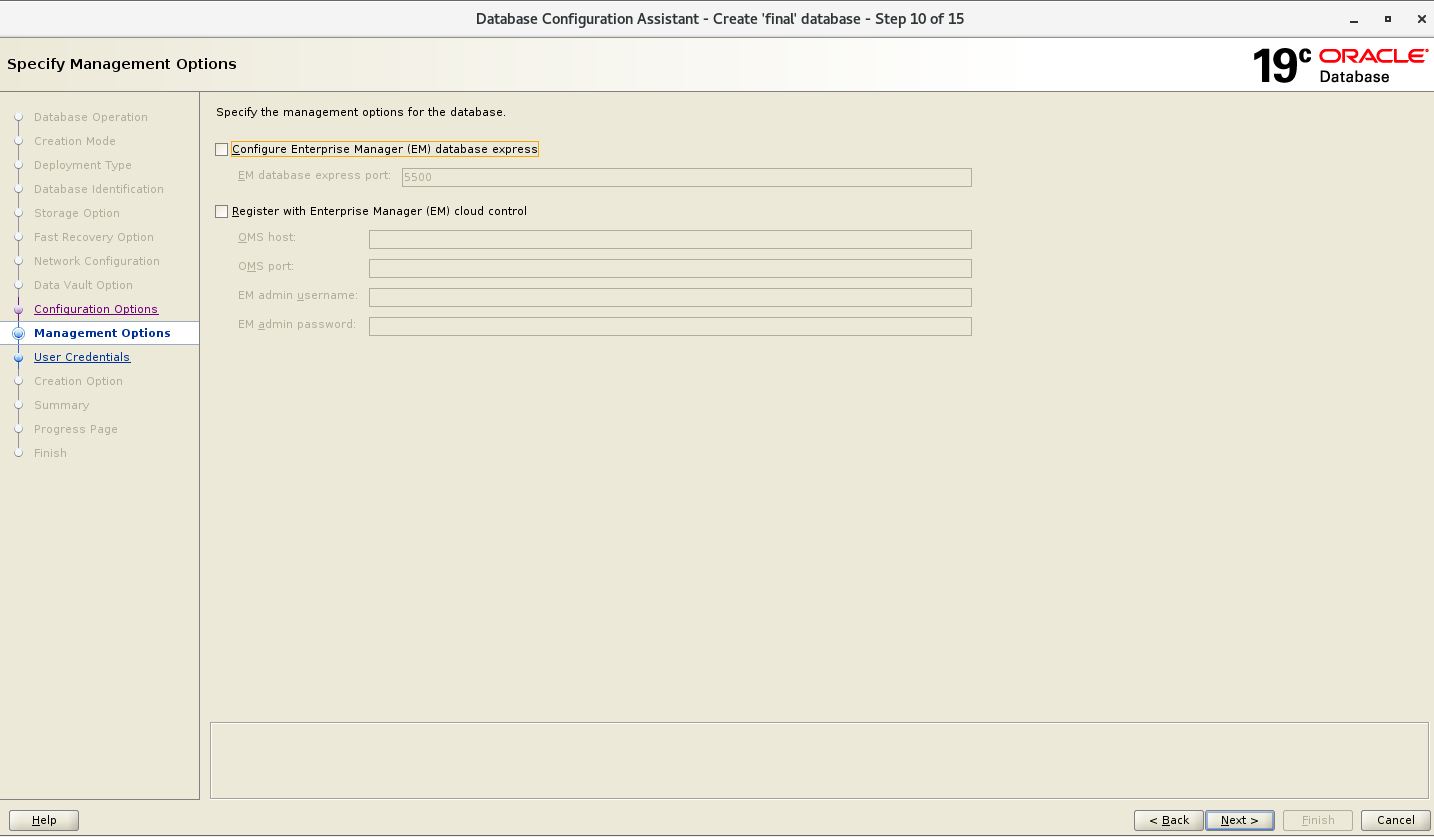 Database Configuration Assistant - Create 'final' database - Step 10 of 15
Specify Management Options
19c ORACLE
Database
Database Operation
Creation Mode
Deployment Type
Database Identification
Storage Option
Fast Recovery Option
Network Configuration
Data Vault Option
Configuration Options
Management Options
User Credentials
Creation Option
Summary
Progress Page
Finish
Specify the management options for the database.
Configure Enterprise Manager (EM) database express
EM database express port: 5500
Register with Enterprise Manager (EM) cloud control
OMS host:
OMS port:
EM admin username:
EM admin password:
Help
< Back Next > Finish Cancel